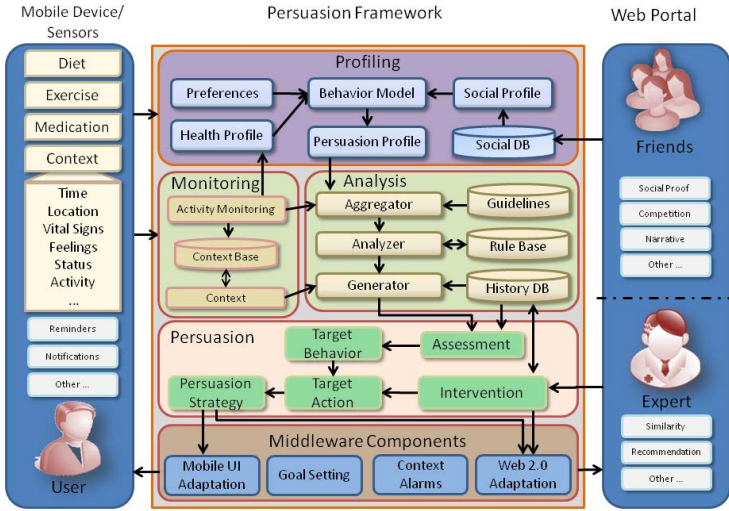 Mobile Device/
Sensors
Persuasion Framework
Web Portal
Diet
Exercise
Medication
Context
Time
Location
Vital Signs
Feelings
Status
Activity
...
Reminders
Notifications
Other ...
User
Profiling
Preferences
Behavior Model
Social Profile
Health Profile
Persuasion Profile
Social DB
Monitoring
Activity Monitoring
Context Base
Context
Analysis
Aggregator
Guidelines
Analyzer
Rule Base
Generator
History DB
Persuasion
Target
Behavior
Assessment
Persuasion
Strategy
Target
Action
Intervention
Middleware Components
Mobile UI
Adaptation
Goal Setting
Context
Alarms
Web 2.0
Adaptation
Friends
Social Proof
Competition
Narrative
Other ...
Expert
Similarity
Recommendation
Other ...